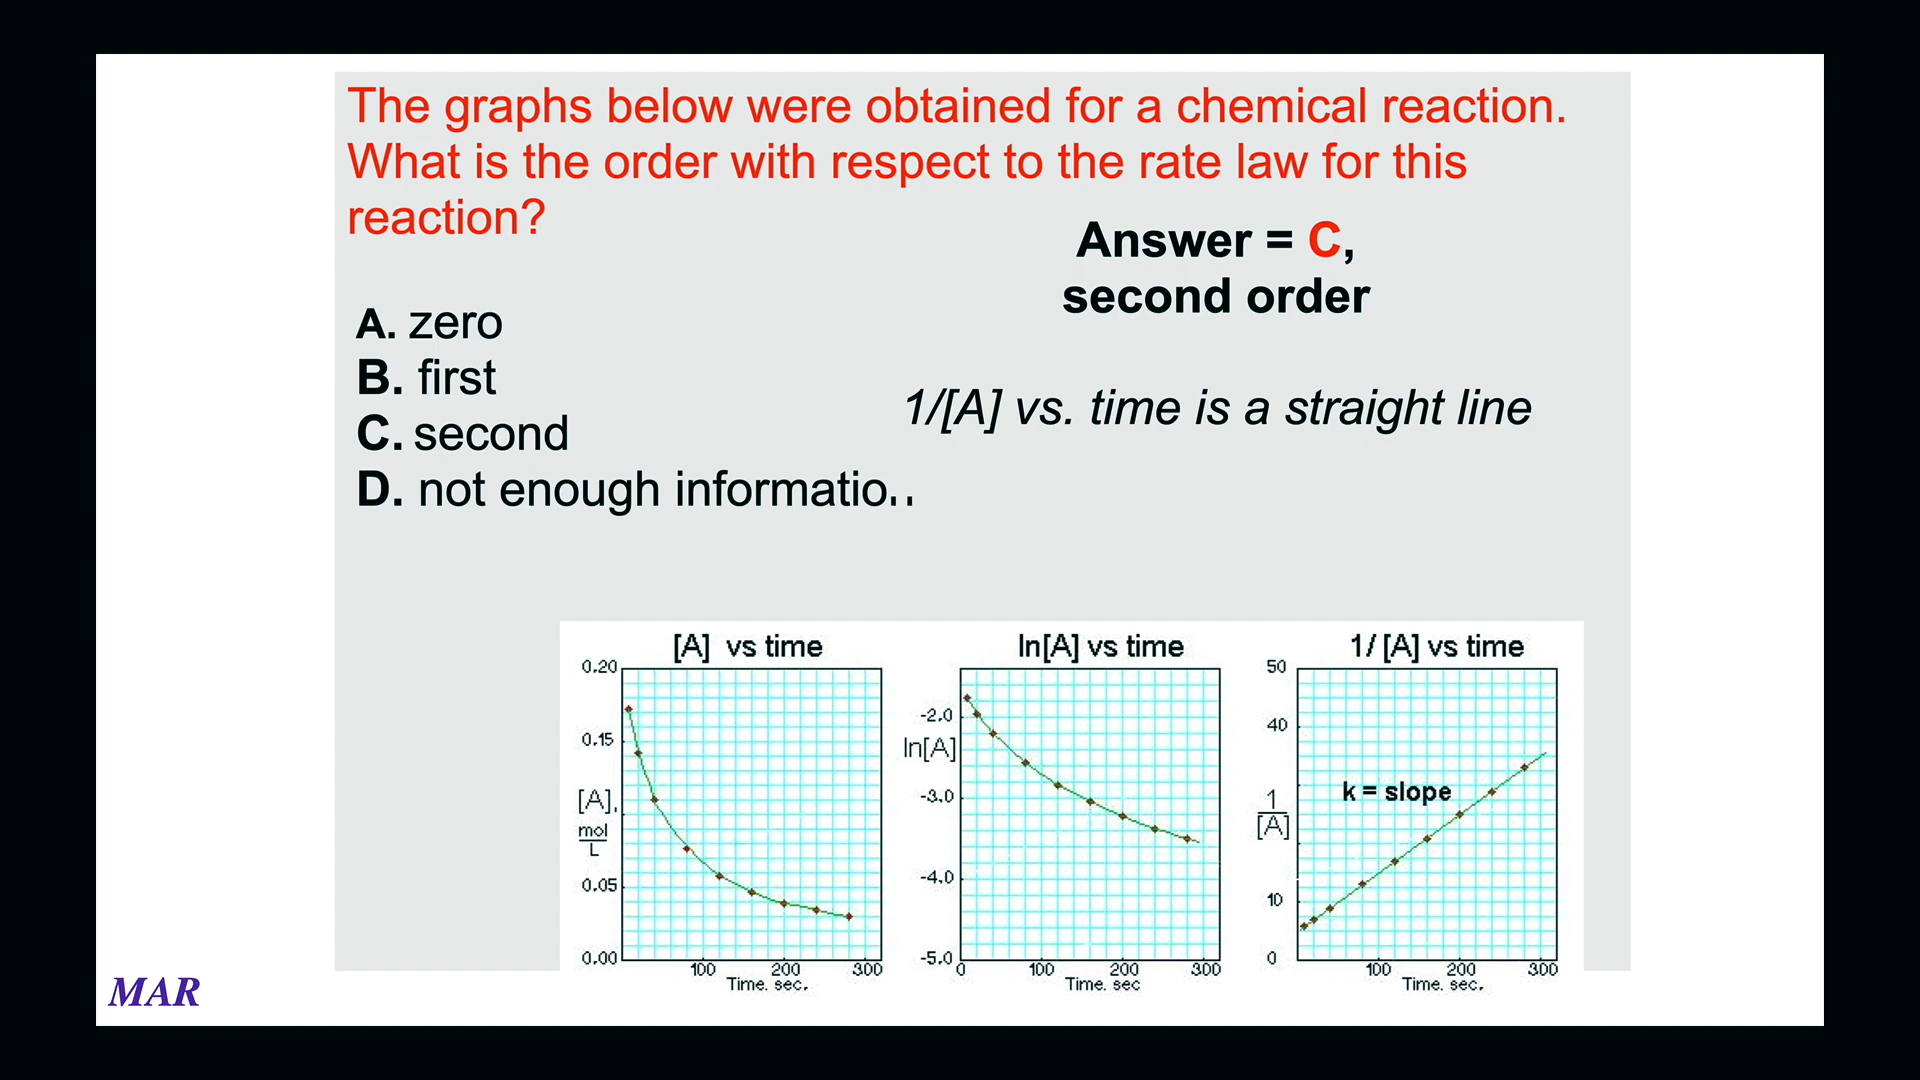 The graphs below were obtained for a chemical reaction.
What is the order with respect to the rate law for this
reaction?
Answer = C,
second order
A. zero
B. first
C. second
D. not enough
1/[A] vs. time is a straight line
[A] vs time
0.20
0.15
[A],
mol
L
0.05
0.00
100 200 300
Time. sec.
ln[A] vs time
-2.0
ln[A]
-3.0
-4.0
-5.0
0 100 200 300
Time. sec
1/ [A] vs time
50
40
k = slope
1
[A]
10
0
100 200 300
Time. sec.
MAR